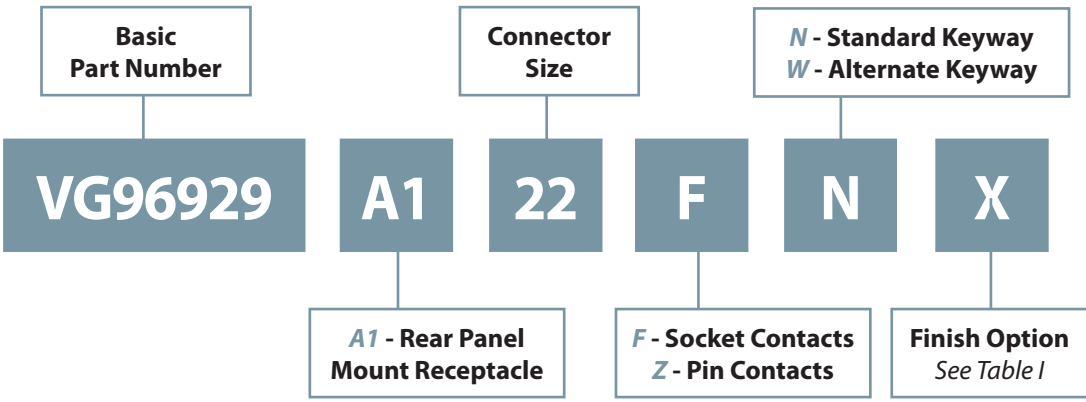 Basic
Part Number
Connector
Size
N - Standard Keyway
W - Alternate Keyway
VG96929
A1
22
F
N
X
A1 - Rear Panel
Mount Receptacle
F - Socket Contacts
Z - Pin Contacts
Finish Option
See Table I